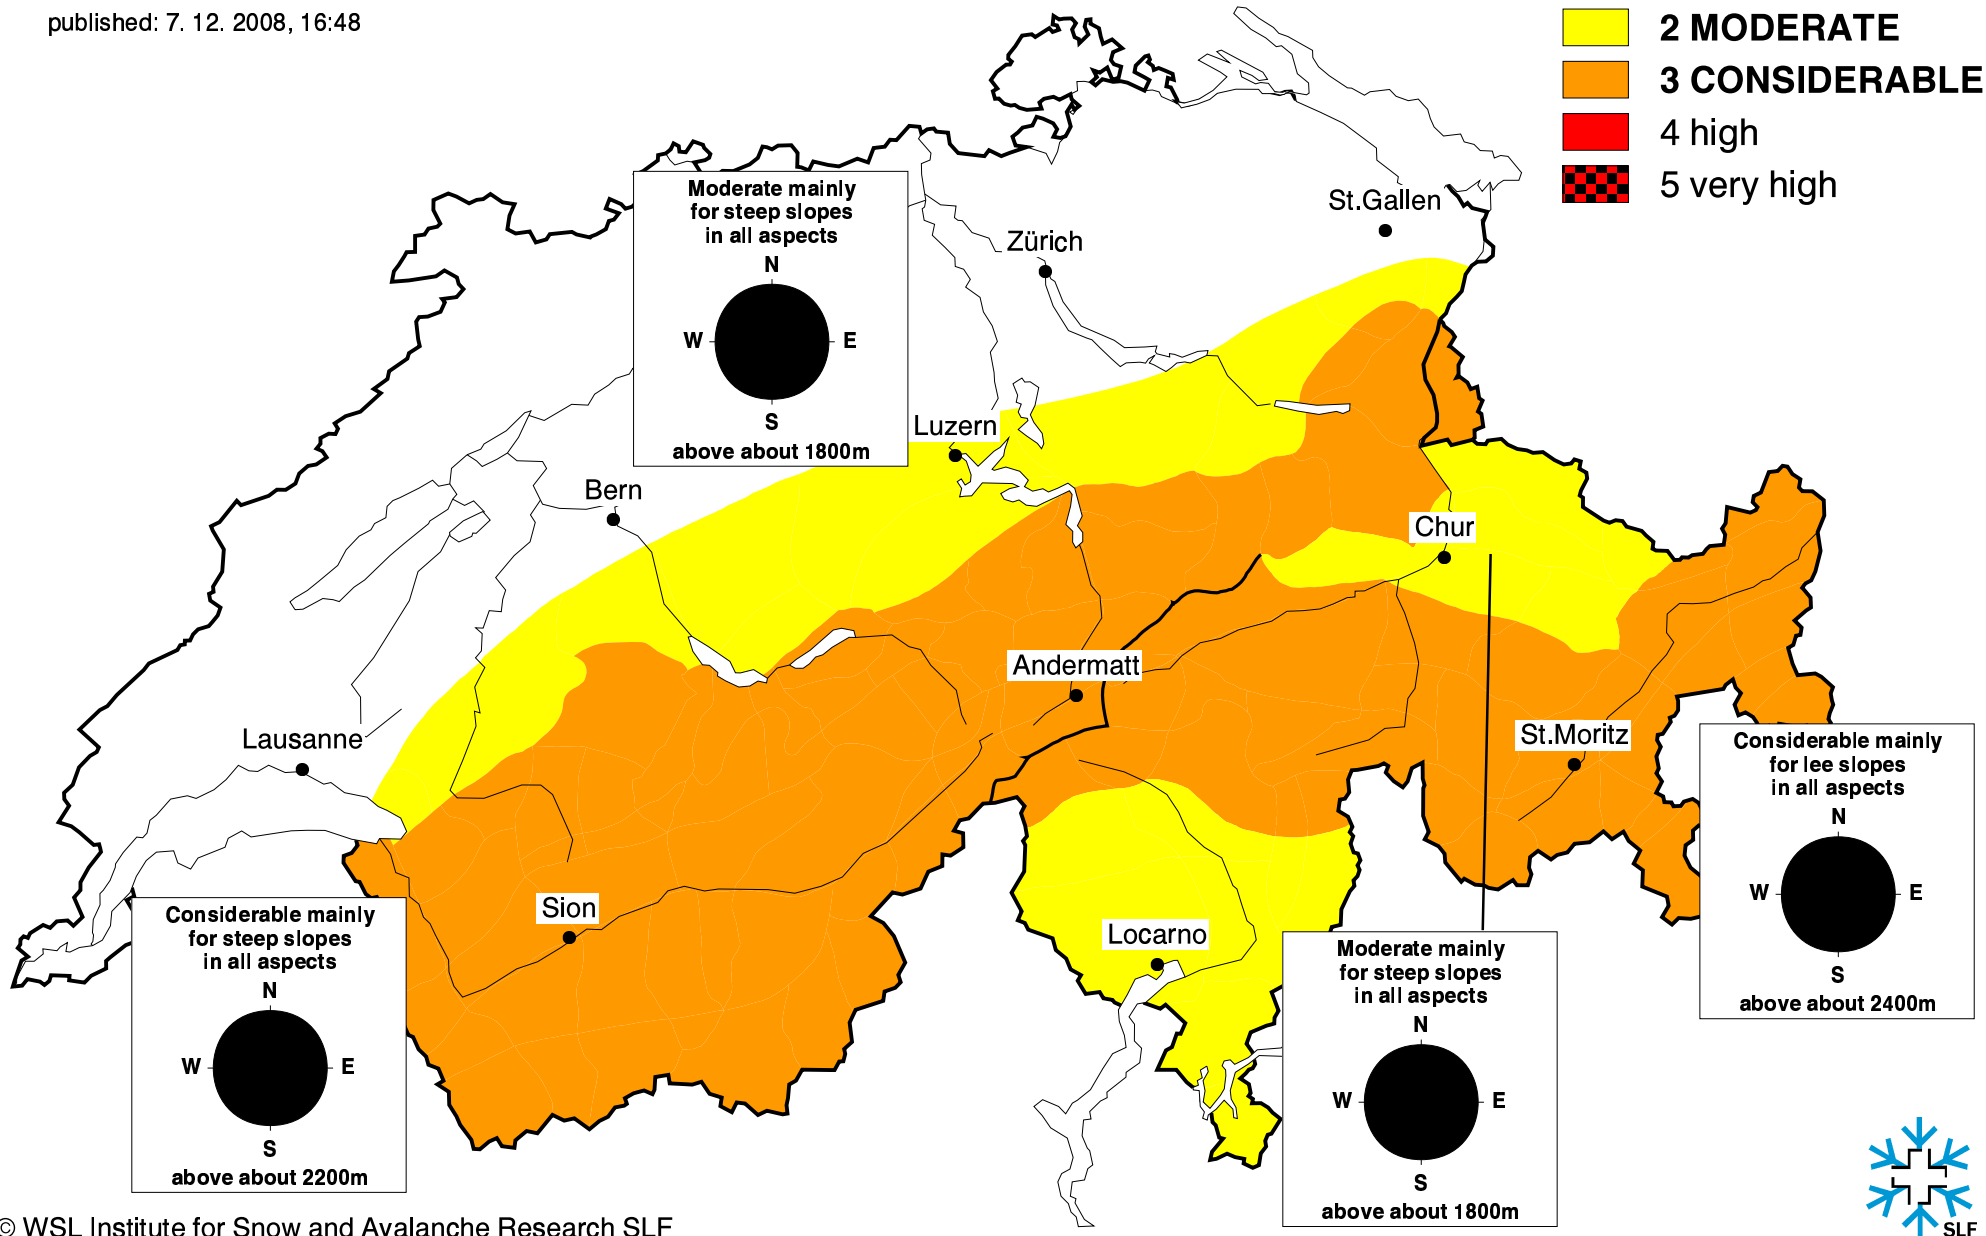 published: 7. 12. 2008, 16:48
2 MODERATE
3 CONSIDERABLE
4 high
5 very high
St.Gallen
Zürich
Moderate mainly
for steep slopes
in all aspects
N
W E
S
above about 1800m
Luzern
Bern
Chur
Andermatt
Lausanne
St.Moritz
Considerable mainly
for lee slopes
in all aspects
N
W E
S
above about 2400m
Sion
Locarno
Considerable mainly
for steep slopes
in all aspects
N
W E
S
above about 2200m
Moderate mainly
for steep slopes
in all aspects
N
W E
S
above about 1800m
© WSL Institute for Snow and Avalanche Research SLF
SLF